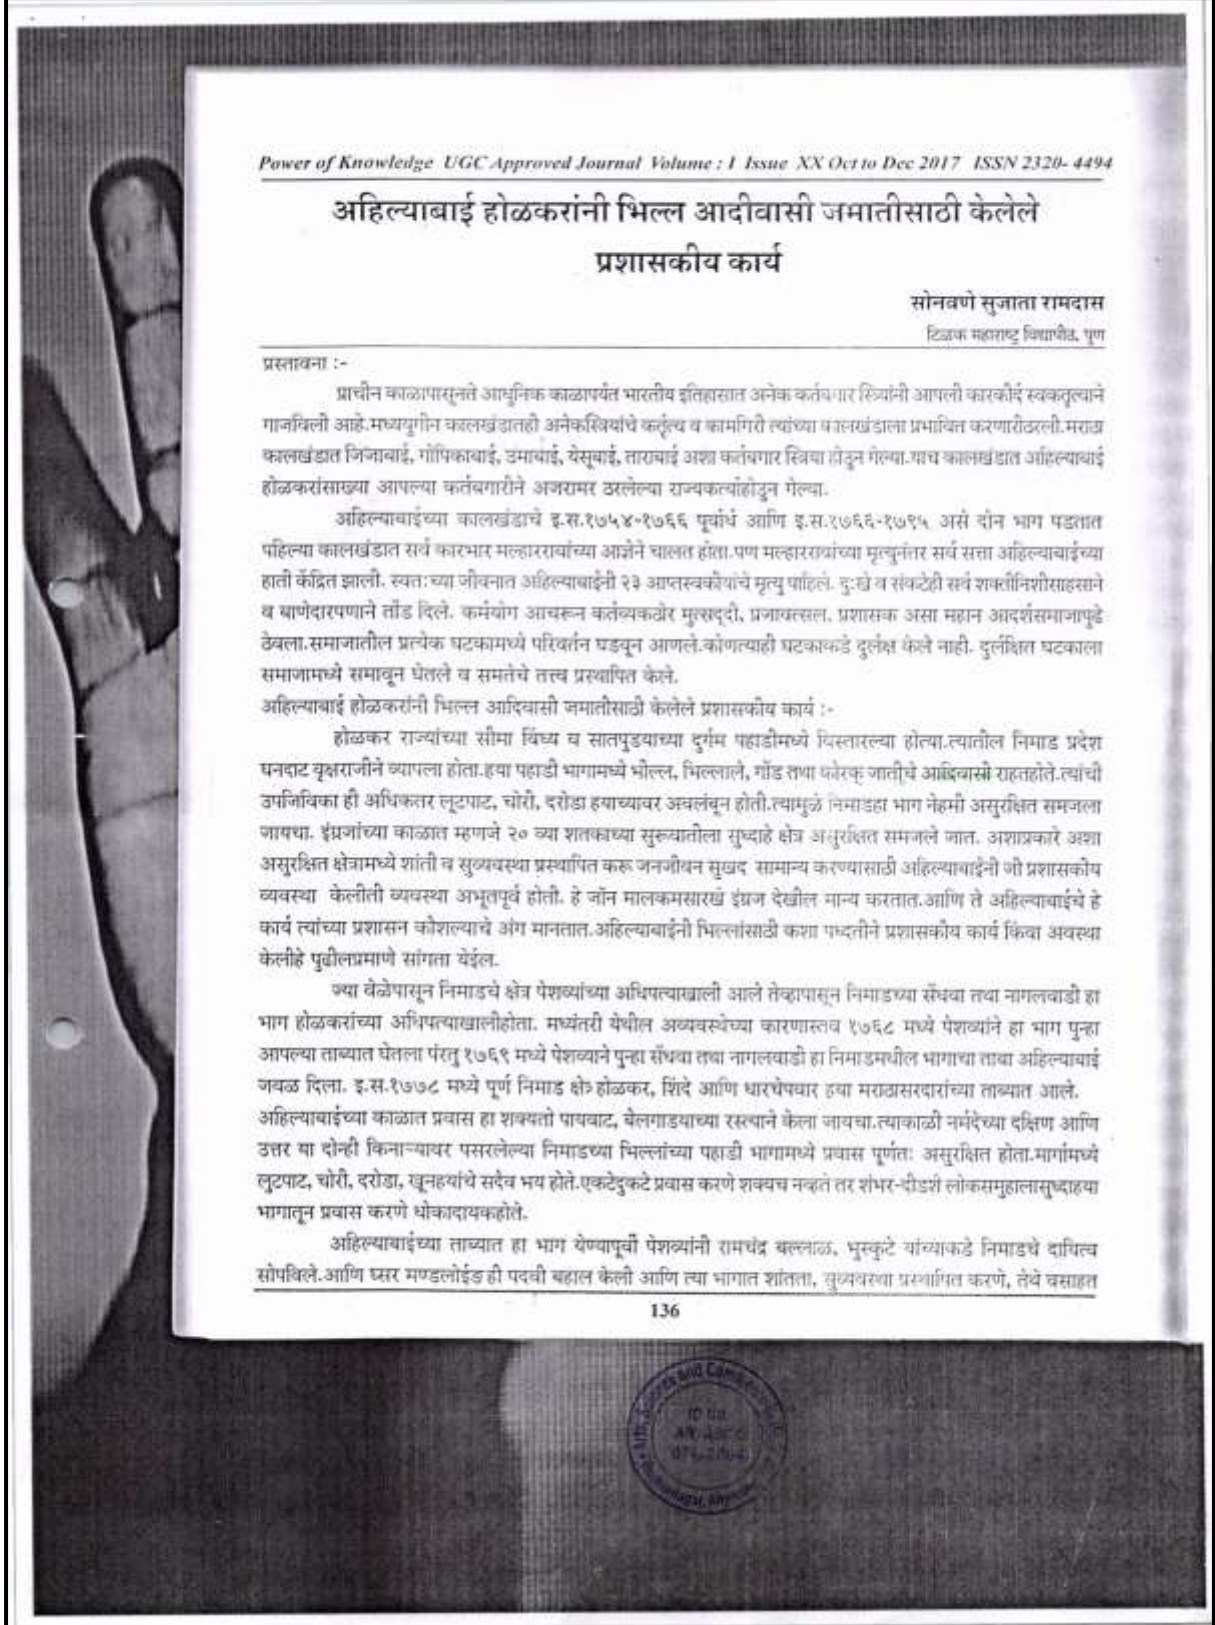 Power of Knowledge UGC Approved Journal Volume : I Issue XX Oct to Dec 2017 ISSN 2320- 4494
अहिल्याबाई होळकरांनी भिल्ल आदीवासी जमातीसाठी केलेले
प्रशासकीय कार्य
सोनवणे सुजाता रामदास
टिळक महाराष्ट्र विद्यापीठ, पुणे
प्रस्तावना :-
प्राचीन काळापासूनते आधुनिक काळापर्यंत भारतीय इतिहासात अनेक कर्तबगार स्त्रियांनी आपली कारकीर्द स्वकतृत्वाने
गाजविली आहे.मध्ययुगीन कालखंडातही अनेकस्त्रियांचे कर्तृत्व व कामगिरी त्यांच्या कालखंडाला प्रभावित करणारीठरली.मराठा
कालखंडात जिजाबाई, गोपिकाबाई, उमाबाई, येसूबाई, ताराबाई अशा कर्तबगार स्त्रिया होवुन गेल्या.याच कालखंडात अहिल्याबाई
होळकरांसाख्या आपल्या कर्तबगारीने अजरामर ठरलेल्या राज्यकर्त्याहोवुन गेल्या.
अहिल्याबाईच्या कालखंडाचे इ.स.१७५४-१७६६ पूर्वार्ध आणि इ.स.१७६६-१७९५ असे दोन भाग पडतात
पहिल्या कालखंडात सर्व कारभार मल्हाररावांच्या आज्ञेने चालत होता.पण मल्हाररावांच्या मृत्युनंतर सर्व सत्ता अहिल्याबाईच्या
हाती केंद्रित झाली. स्वतःच्या जीवनात अहिल्याबाईनी २३ आप्तस्वकीयांचे मृत्यु पाहिले. दुःखे व संकटेही सर्व शक्तीनिशीसाहसाने
व बाणेदारपणाने तोंड दिले. कर्मयोग आचरून कर्तव्यकठोर मुत्सद्दी, प्रजावत्सल, प्रशासक असा महान आदर्शसमाजापुढे
ठेवला.समाजातील प्रत्येक घटकामध्ये परिवर्तन घडवून आणले.कोणत्याही घटकाकडे दुर्लक्ष केले नाही. दुर्लक्षित घटकाला
समाजामध्ये समावून घेतले व समतेचे तत्त्व प्रस्थापित केले.
अहिल्याबाई होळकरांनी भिल्ल आदिवासी जमातीसाठी केलेले प्रशासकीय कार्य :-
होळकर राज्यांच्या सीमा विंध्य व सातपुडयाच्या दुर्गम पहाडीमध्ये विस्तारल्या होत्या.त्यातील निमाड प्रदेश
घनदाट वृक्षराजीने व्यापला होता.हया पहाडी भागामध्ये भील्ल, भिल्लाले, गोंड तथा कोरकू जातीचे आदिवासी राहतहोते.त्यांची
उपजिविका ही अधिकतर लूटपाट, चोरी, दरोडा हयाच्यावर अवलंबून होती.त्यामुळे निमाडहा भाग नेहमी असुरक्षित समजला
जायचा. इंग्रजांच्या काळात म्हणजे २० व्या शतकाच्या सुरूवातीला सुध्दाहे क्षेत्र असुरक्षित समजले जात. अशाप्रकारे अशा
असुरक्षित क्षेत्रामध्ये शांती व सुव्यवस्था प्रस्थापित करू जनजीवन सुखद सामान्य करण्यासाठी अहिल्याबाईनी जी प्रशासकीय
व्यवस्था केलीती व्यवस्था अभूतपूर्व होती. हे जॉन मालकमसारखे इंग्रज देखील मान्य करतात.आणि ते अहिल्याबाईचे हे
कार्य त्यांच्या प्रशासन कौशल्याचे अंग मानतात.अहिल्याबाईनी भिल्लांसाठी कशा पध्दतीने प्रशासकीय कार्य किंवा अवस्था
केलीहे पुढीलप्रमाणे सांगता येईल.
ज्या वेळेपासून निमाडचे क्षेत्र पेशव्यांच्या अधिपत्याखाली आले तेव्हापासून निमाडच्या सेंधवा तथा नागलवाडी हा
भाग होळकरांच्या अधिपत्याखालीहोता. मध्यंतरी येथील अव्यवस्थेच्या कारणास्तव १७६८ मध्ये पेशव्यांने हा भाग पुन्हा
आपल्या ताब्यात घेतला पंरतु १७६९ मध्ये पेशव्याने पुन्हा सेंधवा तथा नागलवाडी हा निमाडमधील भागाचा ताबा अहिल्याबाई
जवळ दिला. इ.स.१७७८ मध्ये पूर्ण निमाड क्षेत्र होळकर, शिंदे आणि धारचेपवार हया मराठासरदारांच्या ताब्यात आले.
अहिल्याबाईच्या काळात प्रवास हा शक्यतो पायवाट, बेलगाडयाच्या रस्त्याने केला जायचा.त्याकाळी नर्मदेच्या दक्षिण आणि
उत्तर या दोन्ही किनाऱ्यावर पसरलेल्या निमाडच्या भिल्लांच्या पहाडी भागामध्ये प्रवास पूर्णतः असुरक्षित होता.मार्गामध्ये
लुटपाट, चोरी, दरोडा, खूनहयांचे सदैव भय होते.एकटेदुकटे प्रवास करणे शक्यच नव्हते तर शंभर-दीडशे लोकसमुहालासुध्दाहया
भागातून प्रवास करणे धोकादायकहोते.
अहिल्याबाईच्या ताब्यात हा भाग येण्यापूर्वी पेशव्यांनी रामचंद्र बल्लाळ, भुस्कुटे यांच्याकडे निमाडचे दायित्व
सोपविले.आणि घ्सर मण्डलोईङ ही पदवी बहाल केली आणि त्या भागात शांतता, सुव्यवस्था प्रस्थापित करणे, तेथे वसाहत
136